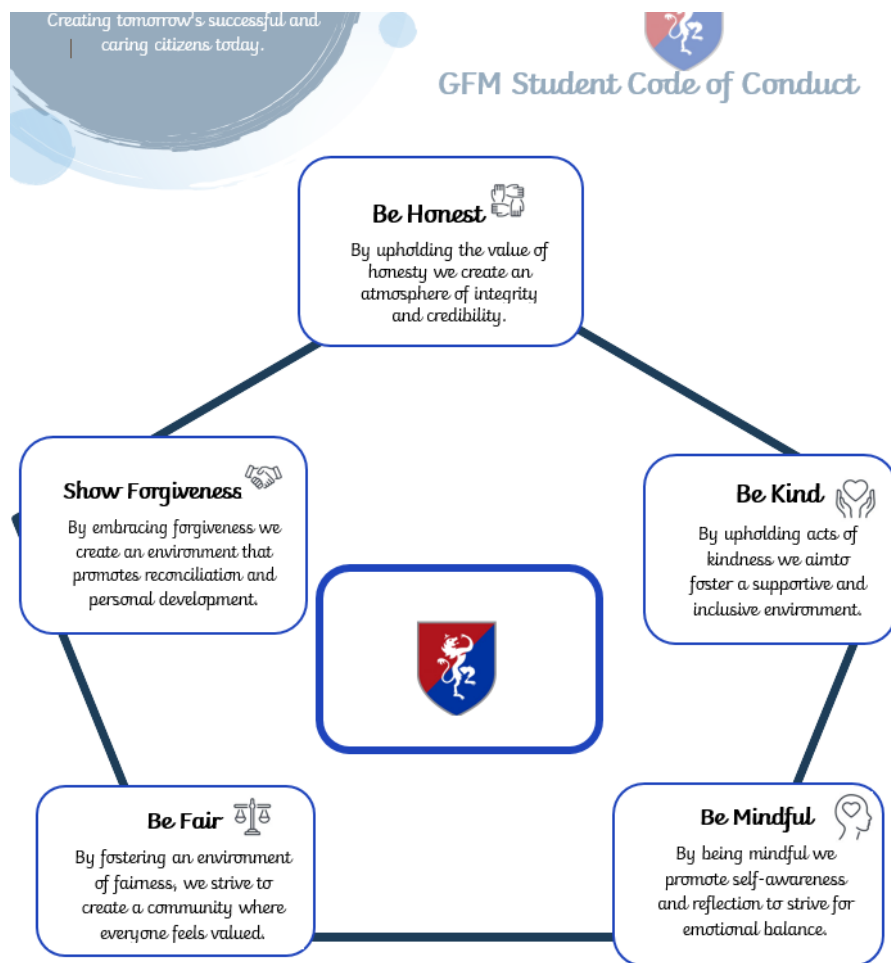 Creating tomorrow's successful and
caring citizens today.
GFM Student Code of Conduct
Be Honest
By upholding the value of
honesty we create an
atmosphere of integrity
and credibility.
Show Forgiveness
By embracing forgiveness we
create an environment that
promotes reconciliation and
personal development.
Be Kind
By upholding acts of
kindness we aimto
foster a supportive and
inclusive environment.
Be Fair
By fostering an environment
of fairness, we strive to
create a community where
everyone feels valued.
Be Mindful
By being mindful we
promote self-awareness
and reflection to strive for
emotional balance.